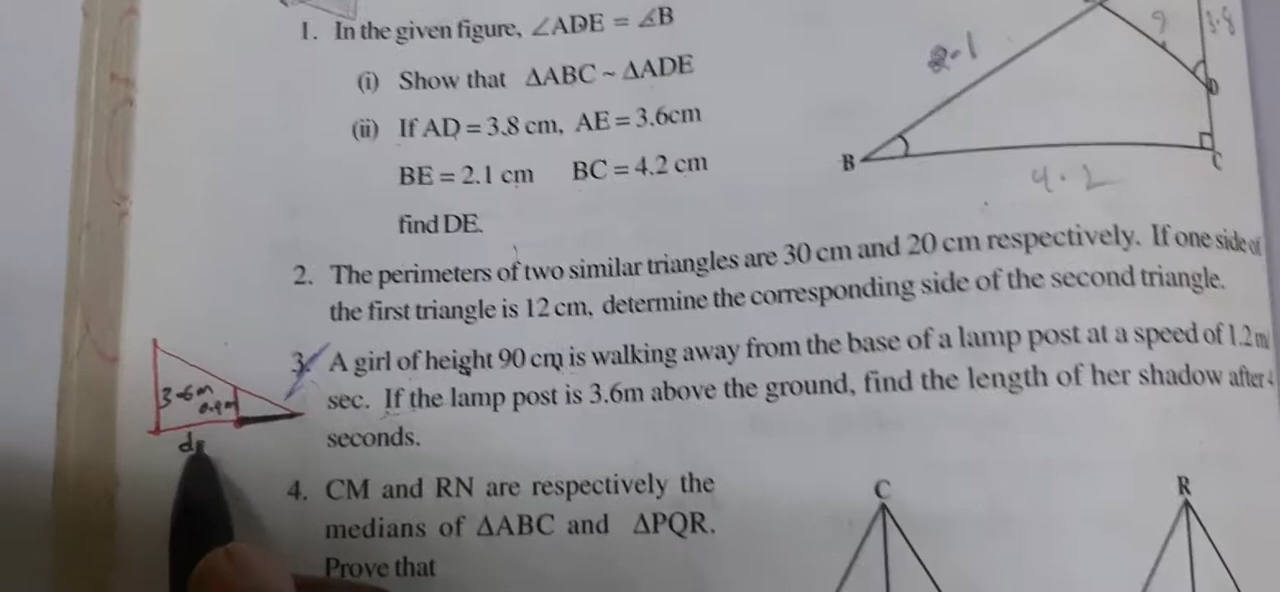 1. In the given figure, ∠ADE = ∡B
(i) Show that ΔABC ~ ΔADE
(ii) If AD = 3.8 cm, AE = 3.6cm
BE = 2.1 cm BC = 4.2 cm
find DE.
2.1
?
3.8
D
B
C
4.2
2. The perimeters of two similar triangles are 30 cm and 20 cm respectively. If one side of
the first triangle is 12 cm, determine the corresponding side of the second triangle.
3. A girl of height 90 cm is walking away from the base of a lamp post at a speed of 1.2 m/
sec. If the lamp post is 3.6m above the ground, find the length of her shadow after 4
seconds.
3.6m
0.9m
4. CM and RN are respectively the
medians of ΔABC and ΔPQR.
Prove that
C
R